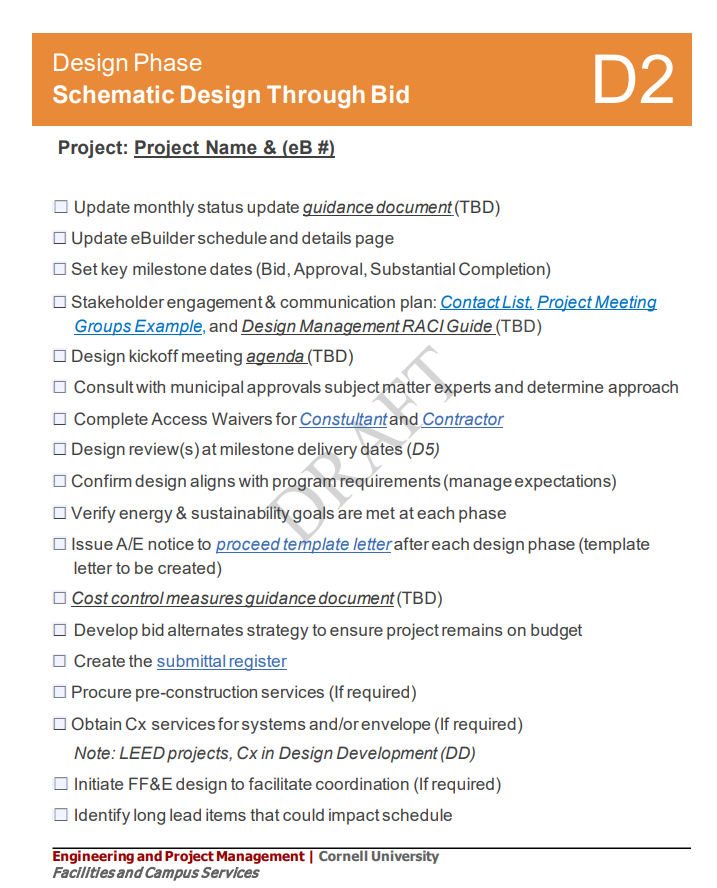 Design Phase
Schematic Design Through Bid
D2
Project: Project Name & (eB #)
☐ Update monthly status update guidance document (TBD)
☐ Update eBuilder schedule and details page
☐ Set key milestone dates (Bid, Approval, Substantial Completion)
☐ Stakeholder engagement & communication plan: Contact List, Project Meeting
Groups Example, and Design Management RACI Guide (TBD)
☐ Design kickoff meeting agenda (TBD)
☐ Consult with municipal approvals subject matter experts and determine approach
☐ Complete Access Waivers for Constultant and Contractor
☐ Design review(s) at milestone delivery dates (D5)
☐ Confirm design aligns with program requirements (manage expectations)
☐ Verify energy & sustainability goals are met at each phase
☐ Issue A/E notice to proceed template letter after each design phase (template
letter to be created)
☐ Cost control measures guidance document (TBD)
☐ Develop bid alternates strategy to ensure project remains on budget
☐ Create the submittal register
☐ Procure pre-construction services (If required)
☐ Obtain Cx services for systems and/or envelope (If required)
Note: LEED projects, Cx in Design Development (DD)
☐ Initiate FF&E design to facilitate coordination (If required)
☐ Identify long lead items that could impact schedule
DRAFT
Engineering and Project Management | Cornell University
Facilities and Campus Services